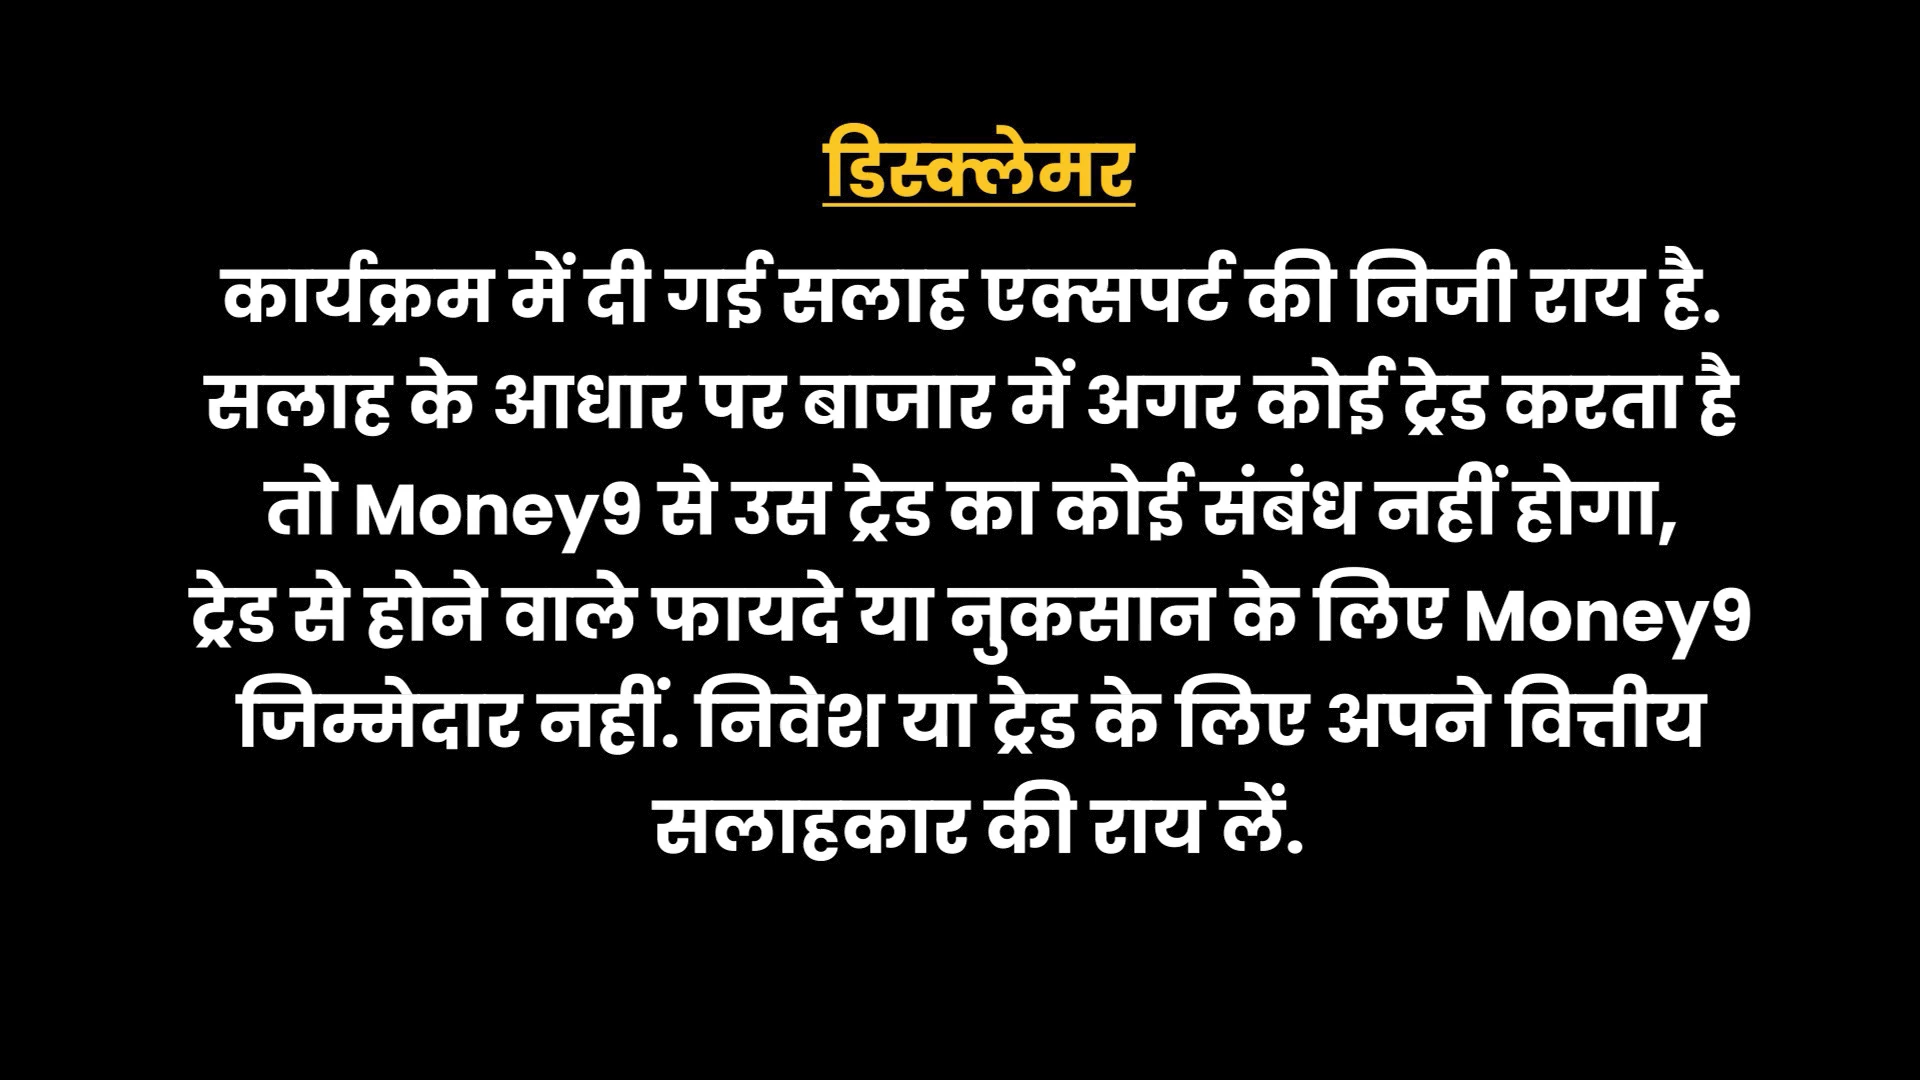 डिस्क्लेमर
कार्यक्रम में दी गई सलाह एक्सपर्ट की निजी राय है.
सलाह के आधार पर बाजार में अगर कोई ट्रेड करता है
तो Money9 से उस ट्रेड का कोई संबंध नहीं होगा,
ट्रेड से होने वाले फायदे या नुकसान के लिए Money9
जिम्मेदार नहीं. निवेश या ट्रेड के लिए अपने वित्तीय
सलाहकार की राय लें.